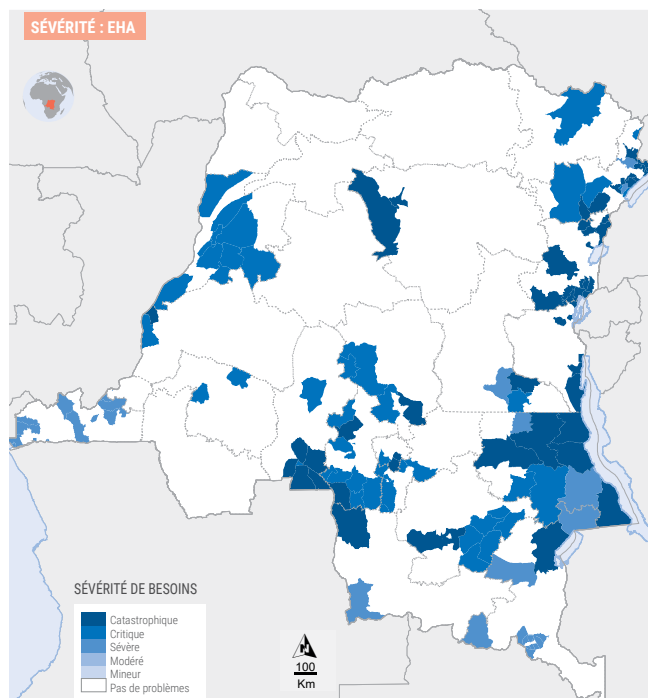 SÉVÉRITÉ : EHA
SÉVÉRITÉ DE BESOINS
Catastrophique
Critique
Sévère
Modéré
Mineur
Pas de problèmes
N
100
Km